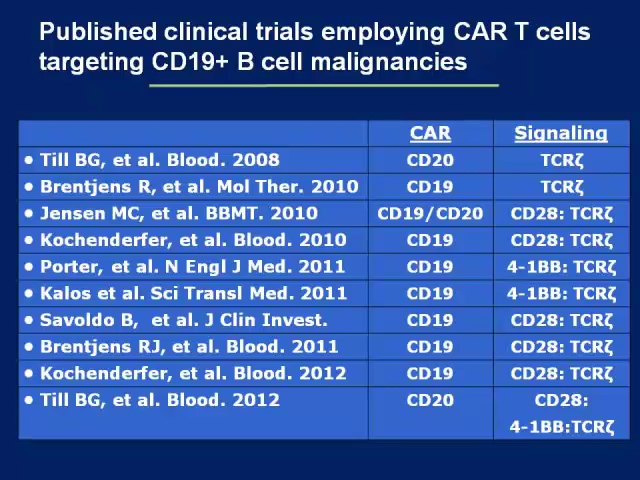 Published clinical trials employing CAR T cells
targeting CD19+ B cell malignancies
CAR Signaling
• Till BG, et al. Blood. 2008 CD20 TCRζ
• Brentjens R, et al. Mol Ther. 2010 CD19 TCRζ
• Jensen MC, et al. BBMT. 2010 CD19/CD20 CD28: TCRζ
• Kochenderfer, et al. Blood. 2010 CD19 CD28: TCRζ
• Porter, et al. N Engl J Med. 2011 CD19 4-1BB: TCRζ
• Kalos et al. Sci Transl Med. 2011 CD19 4-1BB: TCRζ
• Savoldo B, et al. J Clin Invest. CD19 CD28: TCRζ
• Brentjens RJ, et al. Blood. 2011 CD19 CD28: TCRζ
• Kochenderfer, et al. Blood. 2012 CD19 CD28: TCRζ
• Till BG, et al. Blood. 2012 CD20 CD28:
4-1BB:TCRζ